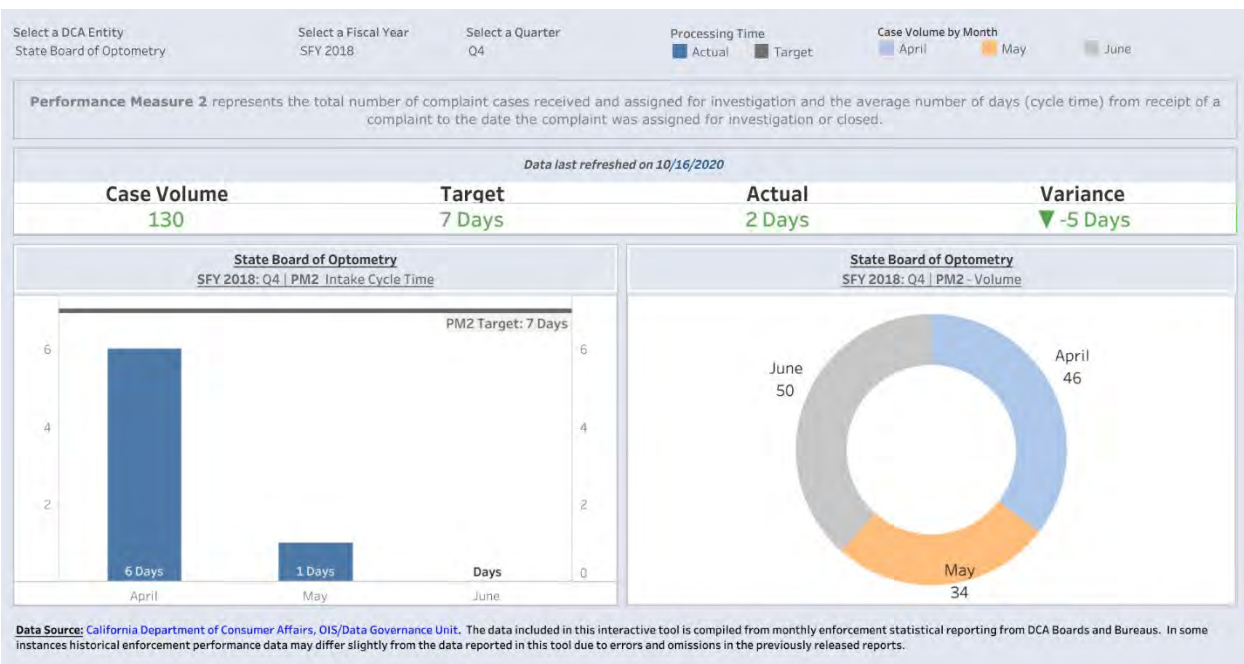 Select a DCA Entity
State Board of Optometry
Select a Fiscal Year
SFY 2018
Select a Quarter
Q4
Processing Time
Actual Target
Case Volume by Month
April May June
Performance Measure 2 represents the total number of complaint cases received and assigned for investigation and the average number of days (cycle time) from receipt of a
complaint to the date the complaint was assigned for investigation or closed.
Data last refreshed on 10/16/2020
Case Volume Target Actual Variance
130 7 Days 2 Days ▼ -5 Days
State Board of Optometry
SFY 2018: Q4 | PM2 Intake Cycle Time
PM2 Target: 7 Days
6 6
4 4
2 2
6 Days 1 Days Days 0
April May June
State Board of Optometry
SFY 2018: Q4 | PM2 - Volume
June
50
April
46
May
34
Data Source: California Department of Consumer Affairs, OIS/Data Governance Unit. The data included in this interactive tool is compiled from monthly enforcement statistical reporting from DCA Boards and Bureaus. In some
instances historical enforcement performance data may differ slightly from the data reported in this tool due to errors and omissions in the previously released reports.